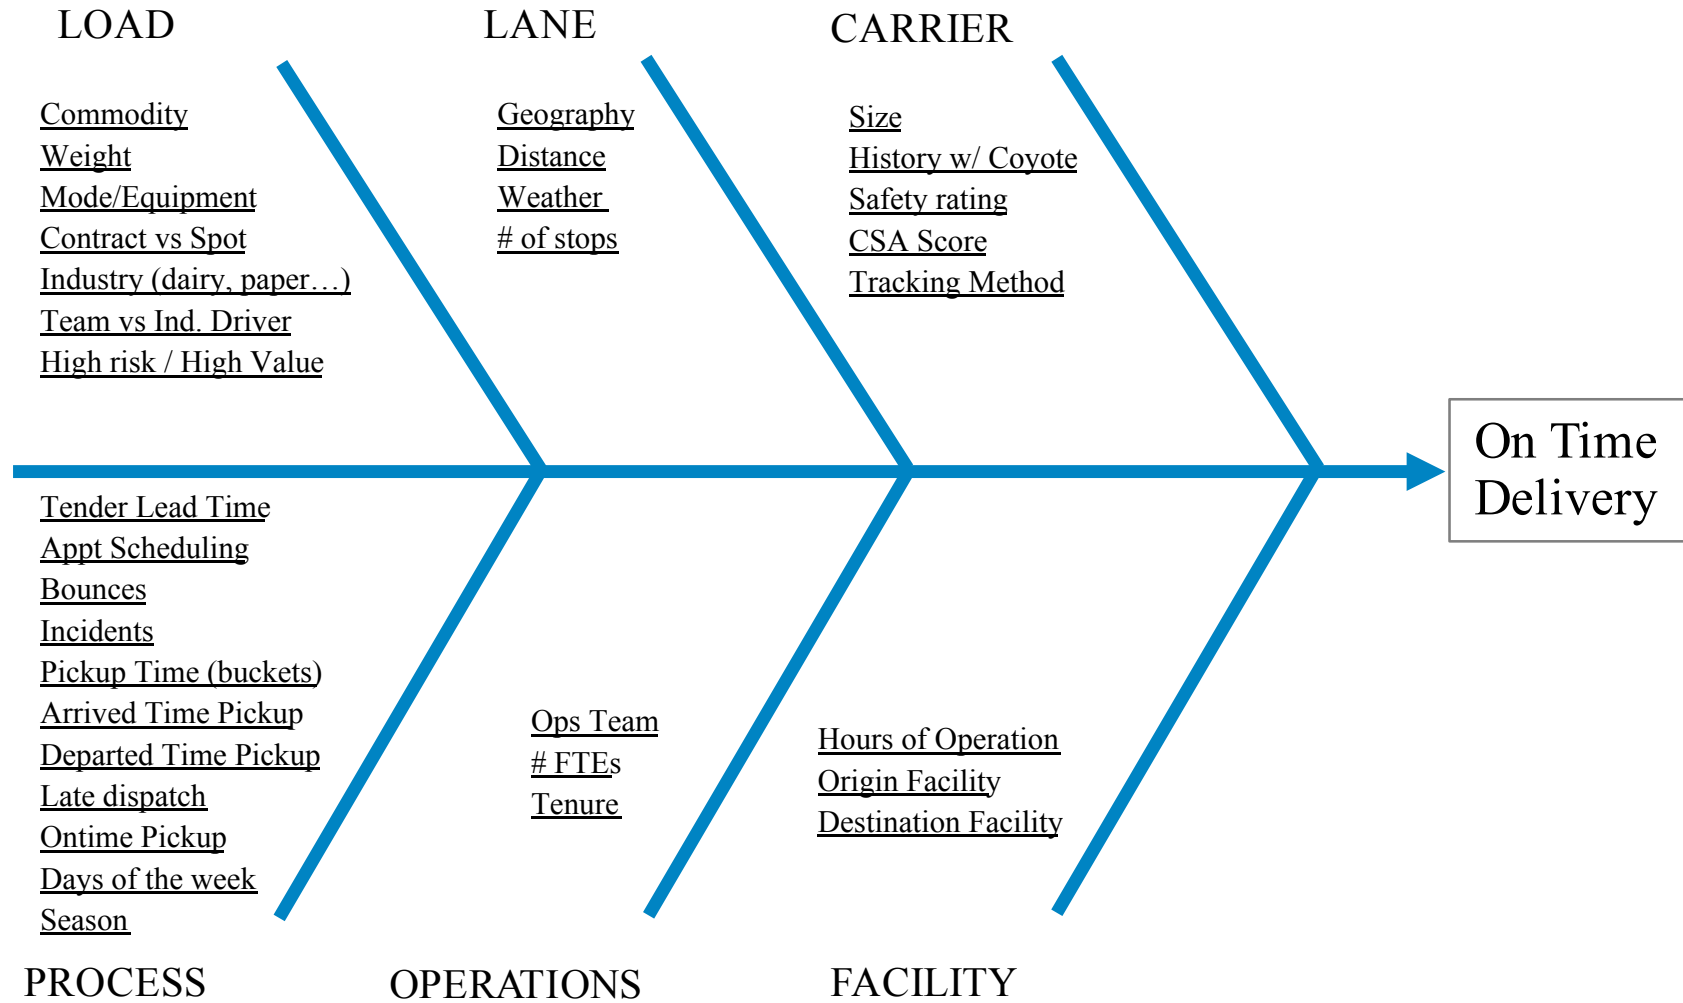 LOAD
LANE
CARRIER
Commodity
Weight
Mode/Equipment
Contract vs Spot
Industry (dairy, paper…)
Team vs Ind. Driver
High risk / High Value
Geography
Distance
Weather
# of stops
Size
History w/ Coyote
Safety rating
CSA Score
Tracking Method
On Time
Delivery
Tender Lead Time
Appt Scheduling
Bounces
Incidents
Pickup Time (buckets)
Arrived Time Pickup
Departed Time Pickup
Late dispatch
Ontime Pickup
Days of the week
Season
Ops Team
# FTEs
Tenure
Hours of Operation
Origin Facility
Destination Facility
PROCESS
OPERATIONS
FACILITY